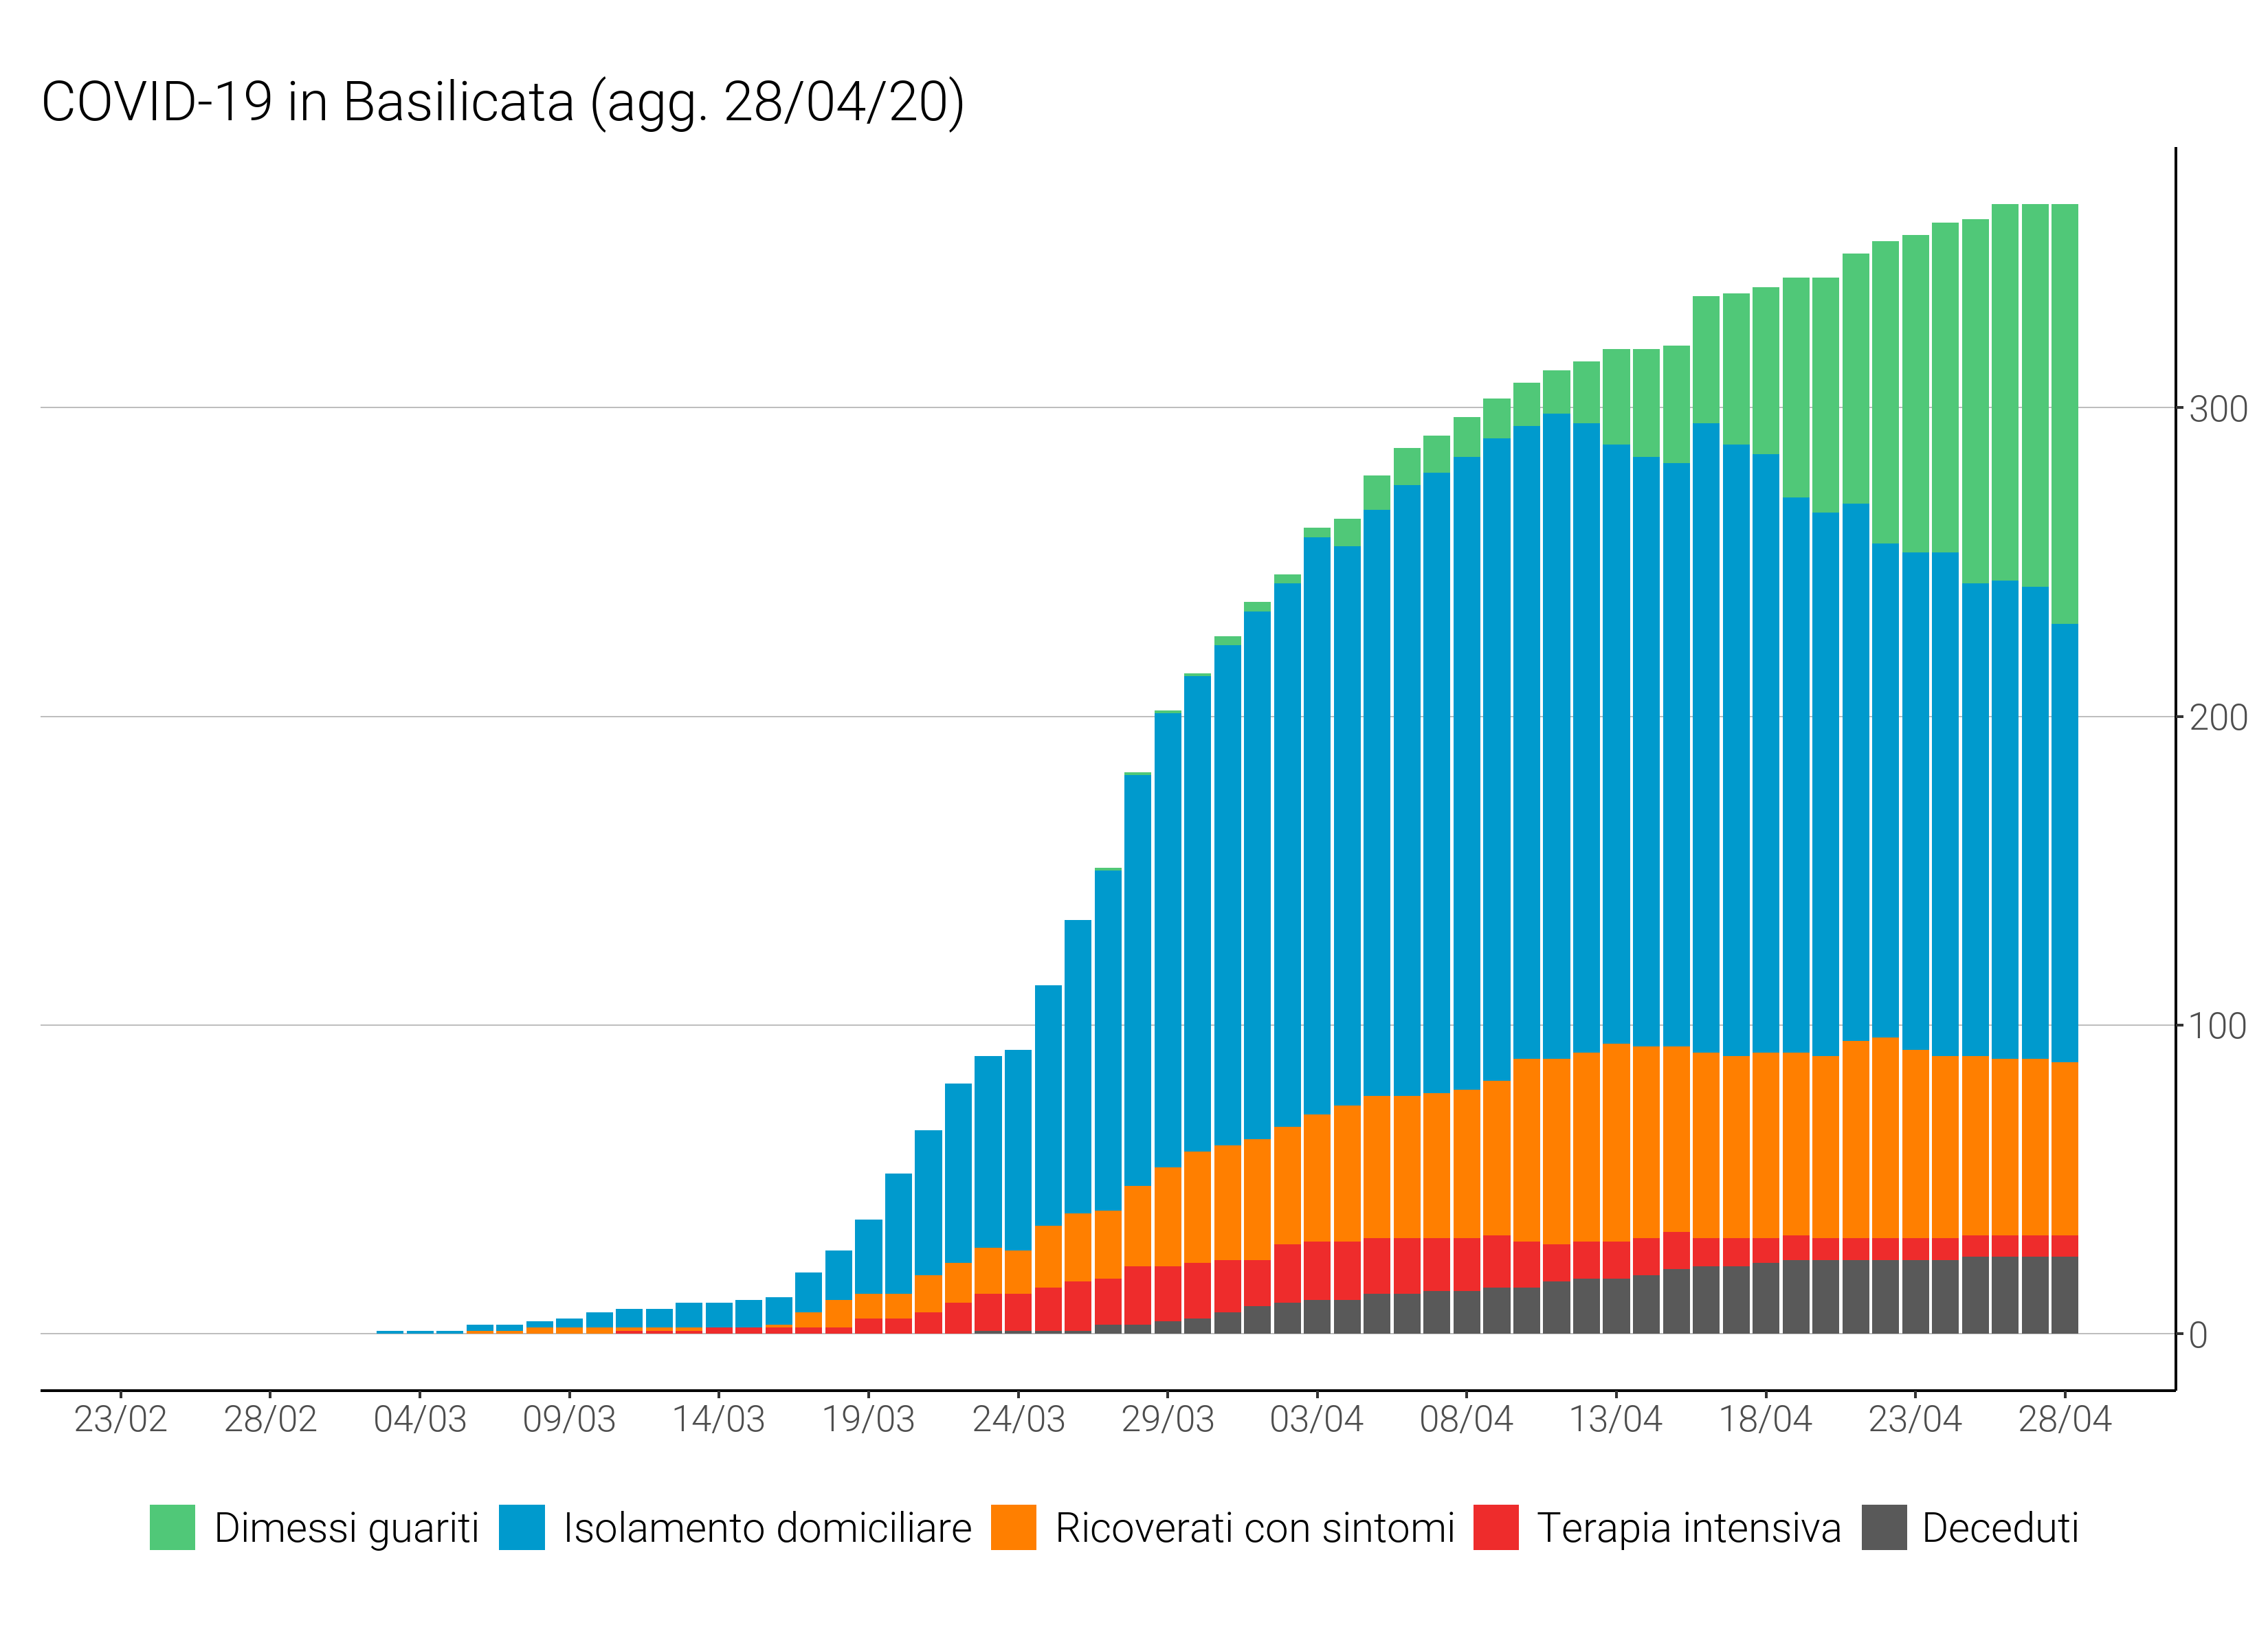 COVID-19 in Basilicata (agg. 28/04/20)
300
200
100
0
23/02 28/02 04/03 09/03 14/03 19/03 24/03 29/03 03/04 08/04 13/04 18/04 23/04 28/04
Dimessi guariti Isolamento domiciliare Ricoverati con sintomi Terapia intensiva Deceduti